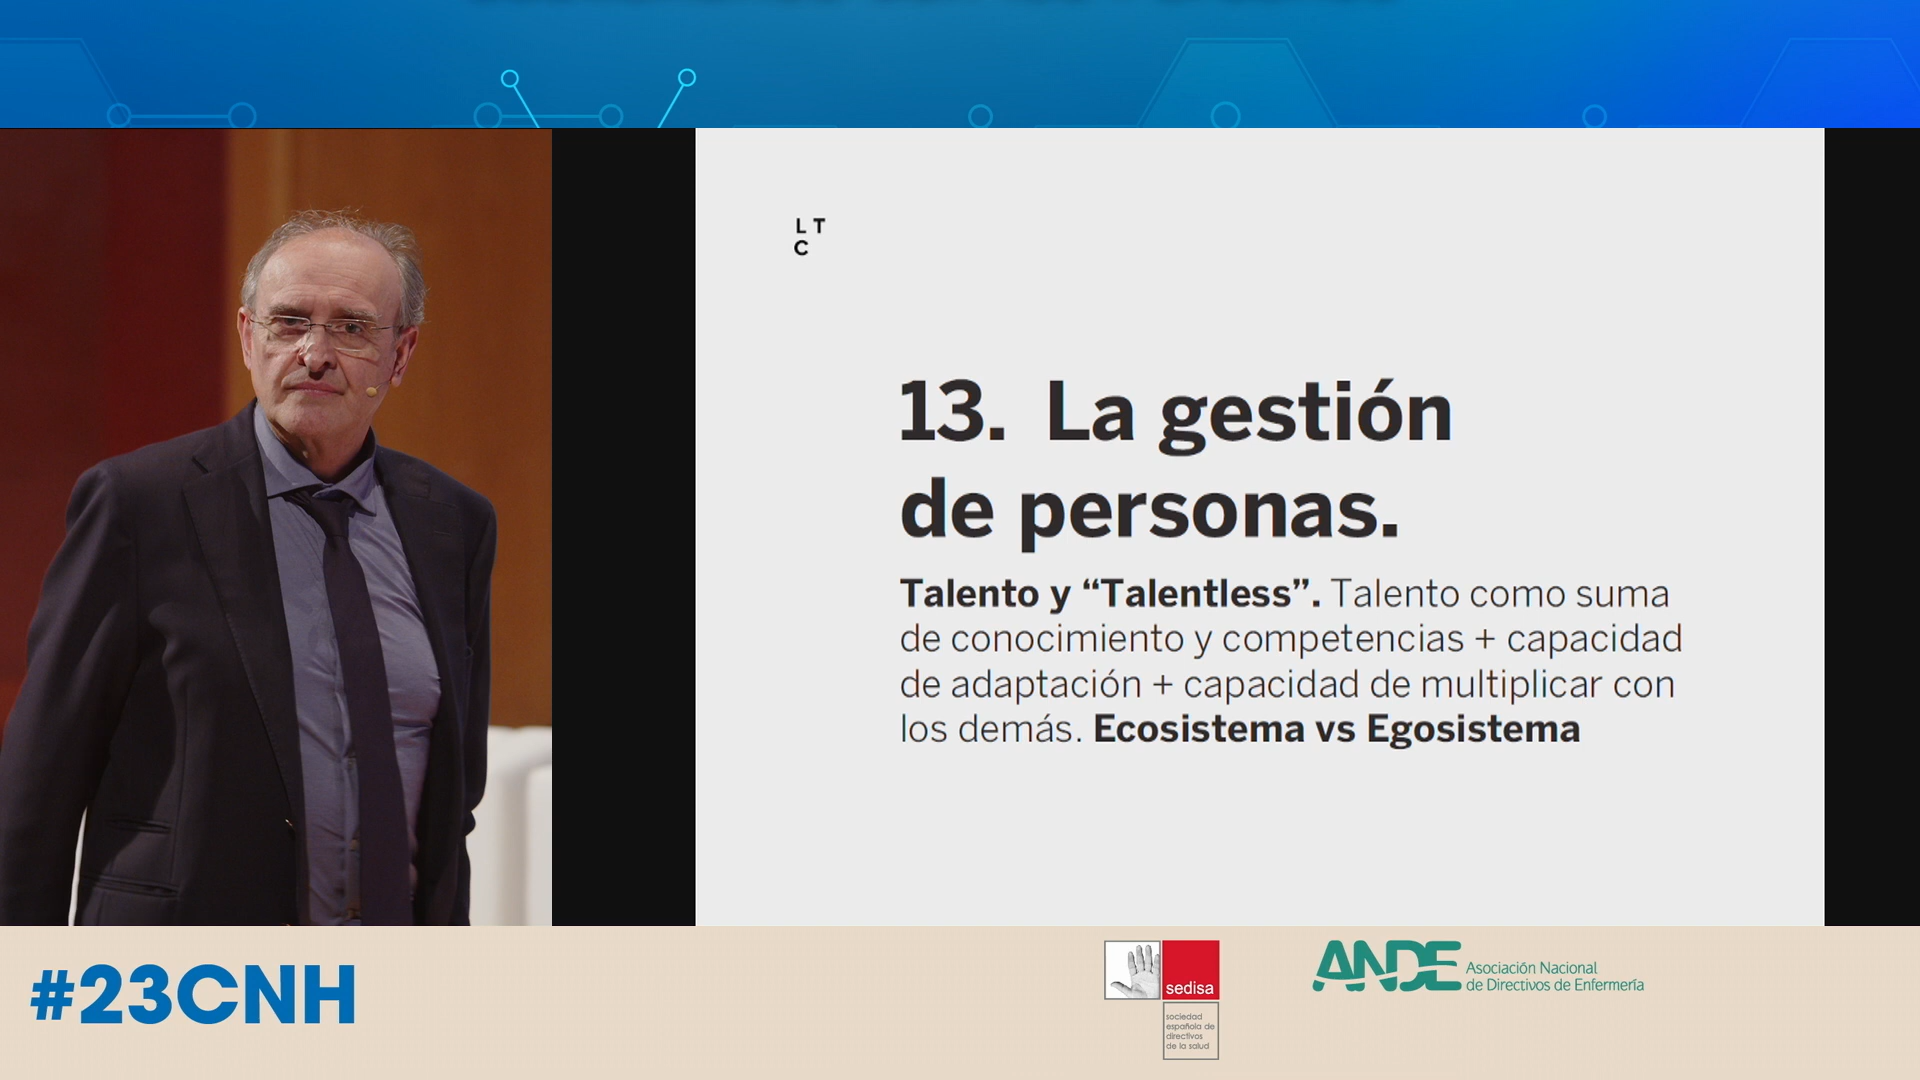 L T
C
13. La gestión
de personas.
Talento y “Talentless”. Talento como suma
de conocimiento y competencias + capacidad
de adaptación + capacidad de multiplicar con
los demás. Ecosistema vs Egosistema
#23CNH
sedisa
sociedad
española de
directivos
de la salud
ANDE
Asociación Nacional
de Directivos de Enfermería